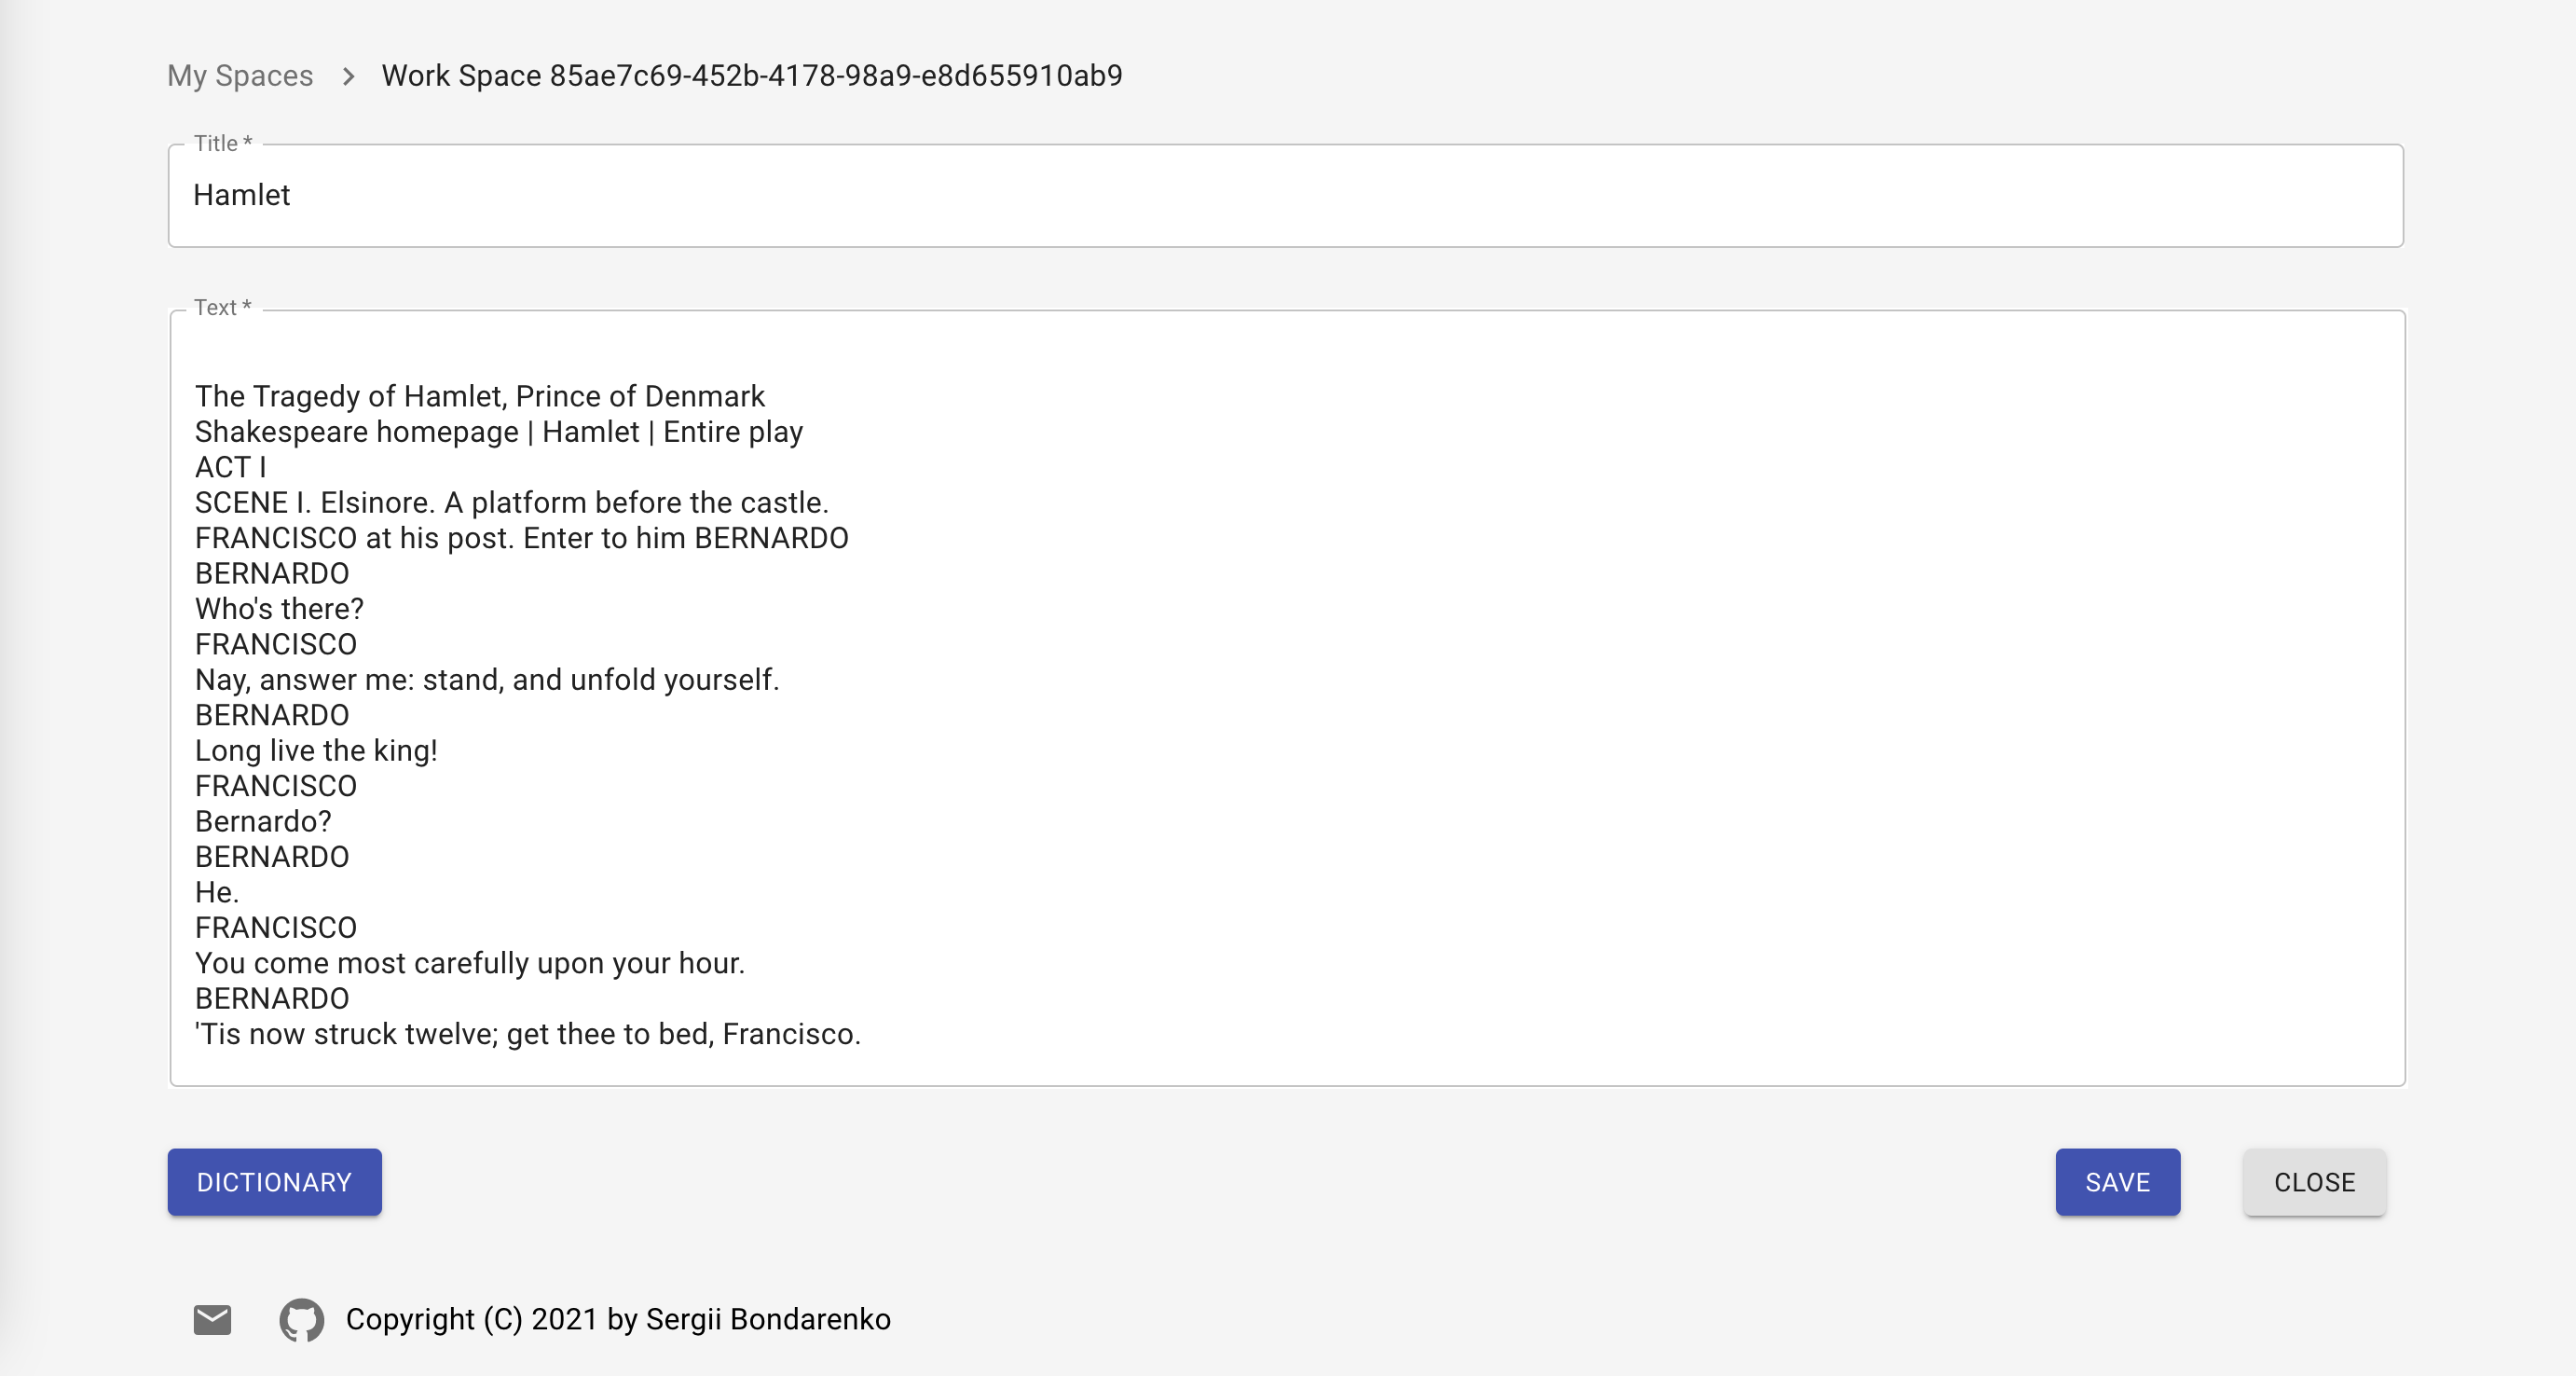 My Spaces > Work Space 85ae7c69-452b-4178-98a9-e8d655910ab9
Title *
Hamlet
Text *
The Tragedy of Hamlet, Prince of Denmark
Shakespeare homepage | Hamlet | Entire play
ACT I
SCENE I. Elsinore. A platform before the castle.
FRANCISCO at his post. Enter to him BERNARDO
BERNARDO
Who's there?
FRANCISCO
Nay, answer me: stand, and unfold yourself.
BERNARDO
Long live the king!
FRANCISCO
Bernardo?
BERNARDO
He.
FRANCISCO
You come most carefully upon your hour.
BERNARDO
'Tis now struck twelve; get thee to bed, Francisco.
DICTIONARY SAVE CLOSE
Copyright (C) 2021 by Sergii Bondarenko